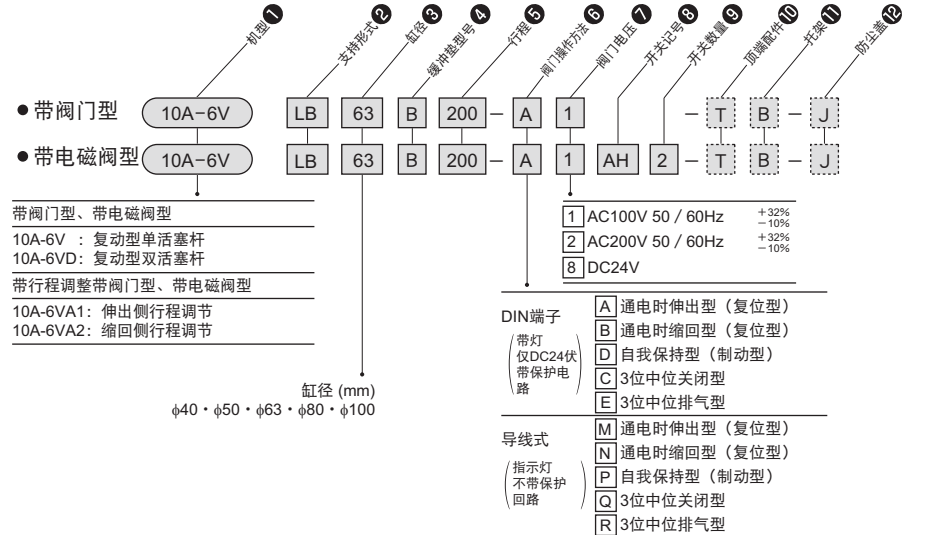 机型❶
支持形式❷
缸径❸
缓冲垫型号❹
行程❺
阀门操作方法❻
阀门电压❼
开关记号❽
开关数量❾
顶端配件❿
托架⓫
防尘盖⓬
●带阀门型 10A-6V LB 63 B 200 - A 1 - T B - J
●带电磁阀型 10A-6V LB 63 B 200 - A 1 AH 2 - T B - J
带阀门型、带电磁阀型
10A-6V ：复动型单活塞杆
10A-6VD：复动型双活塞杆
带行程调整带阀门型、带电磁阀型
10A-6VA1：伸出侧行程调节
10A-6VA2：缩回侧行程调节
缸径 (mm)
ϕ40・ϕ50・ϕ63・ϕ80・ϕ100
1 AC100V 50／60Hz +32% −10%
2 AC200V 50／60Hz +32% −10%
8 DC24V
DIN端子
(带灯
仅DC24伏
带保护电
路)
A 通电时伸出型（复位型）
B 通电时缩回型（复位型）
D 自我保持型（制动型）
C 3位中位关闭型
E 3位中位排气型
导线式
(指示灯
不带保护
回路)
M 通电时伸出型（复位型）
N 通电时缩回型（复位型）
P 自我保持型（制动型）
Q 3位中位关闭型
R 3位中位排气型